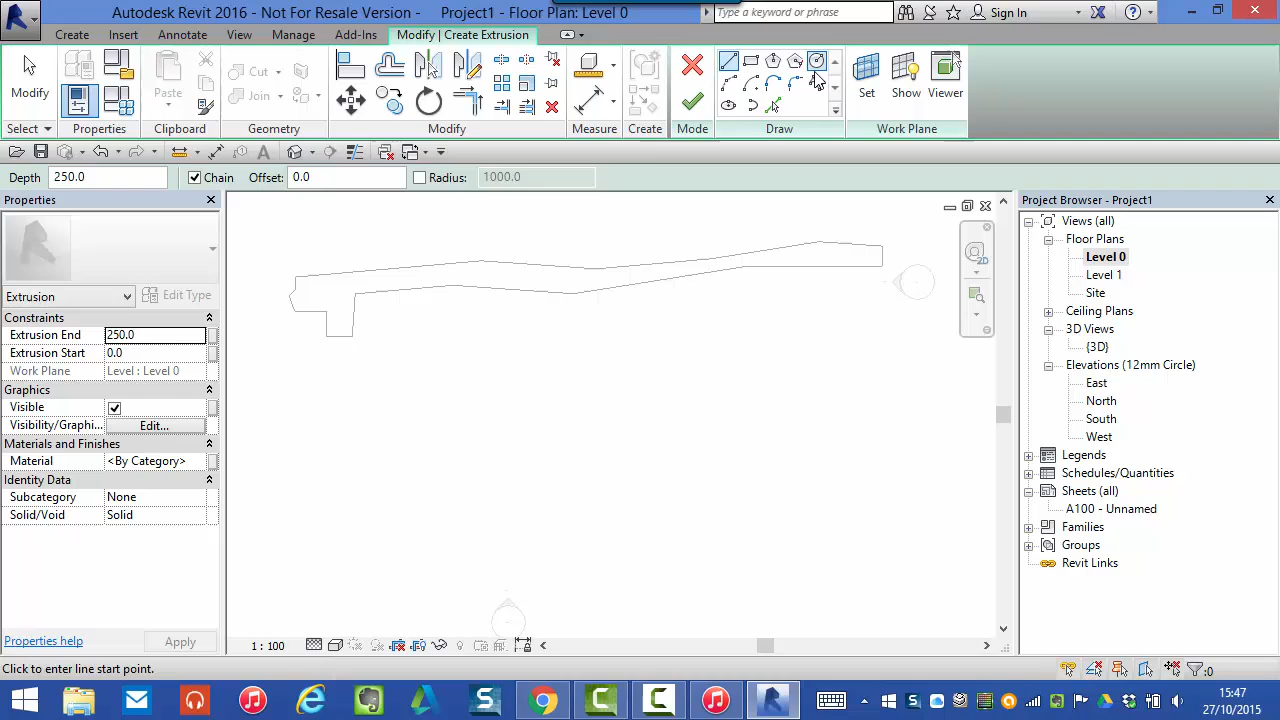 Autodesk Revit 2016 - Not For Resale Version - Project1 - Floor Plan: Level 0
Type a keyword or phrase
Sign In
Create Insert Annotate View Manage Add-Ins Modify | Create Extrusion
Modify
Paste
Cut
Join
Set
Show
Viewer
Select
Properties
Clipboard
Geometry
Modify
Measure
Create
Mode
Draw
Work Plane
Depth 250.0 Chain Offset: 0.0 Radius: 1000.0
Properties
Extrusion
Edit Type
Constraints
Extrusion End 250.0
Extrusion Start 0.0
Work Plane Level : Level 0
Graphics
Visible
Visibility/Graphi... Edit...
Materials and Finishes
Material <By Category>
Identity Data
Subcategory None
Solid/Void Solid
Properties help
Apply
2D
1 : 100
Project Browser - Project1
Views (all)
Floor Plans
Level 0
Level 1
Site
Ceiling Plans
3D Views
{3D}
Elevations (12mm Circle)
East
North
South
West
Legends
Schedules/Quantities
Sheets (all)
A100 - Unnamed
Families
Groups
Revit Links
Click to enter line start point.
:0
15:47
27/10/2015